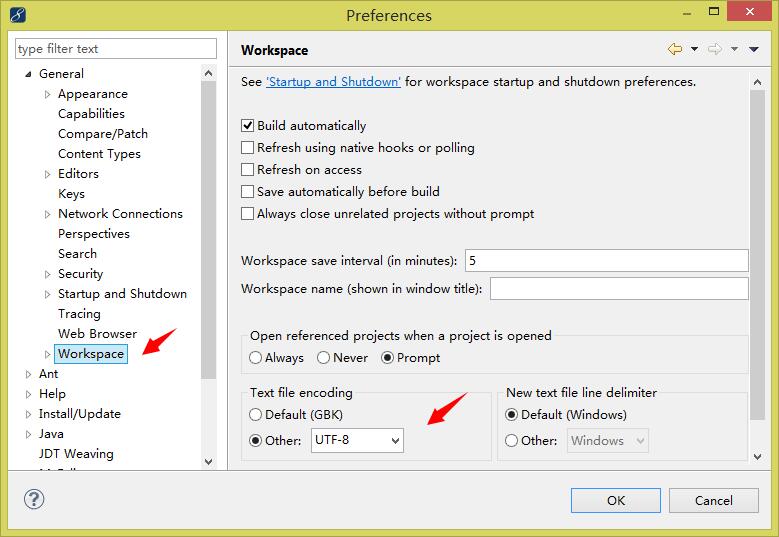 Preferences
type filter text
General
Appearance
Capabilities
Compare/Patch
Content Types
Editors
Keys
Network Connections
Perspectives
Search
Security
Startup and Shutdown
Tracing
Web Browser
Workspace
Ant
Help
Install/Update
Java
JDT Weaving
Workspace
See 'Startup and Shutdown' for workspace startup and shutdown preferences.
Build automatically
Refresh using native hooks or polling
Refresh on access
Save automatically before build
Always close unrelated projects without prompt
Workspace save interval (in minutes): 5
Workspace name (shown in window title):
Open referenced projects when a project is opened
Always Never Prompt
Text file encoding
Default (GBK)
Other: UTF-8
New text file line delimiter
Default (Windows)
Other: Windows
OK Cancel